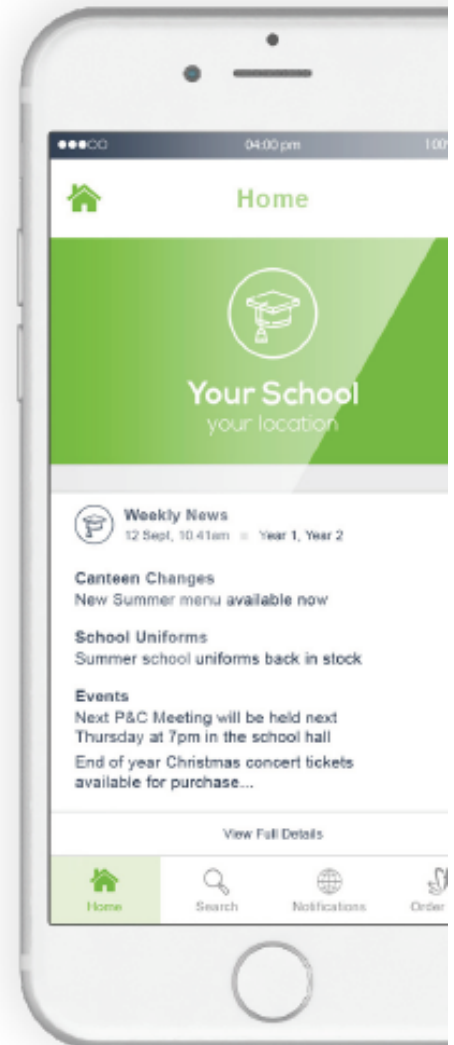 04:00 pm 100%
Home
Your School
your location
Weekly News
12 Sept, 10.41am Year 1, Year 2
Canteen Changes
New Summer menu available now
School Uniforms
Summer school uniforms back in stock
Events
Next P&C Meeting will be held next
Thursday at 7pm in the school hall
End of year Christmas concert tickets
available for purchase...
View Full Details
Home Search Notifications Order